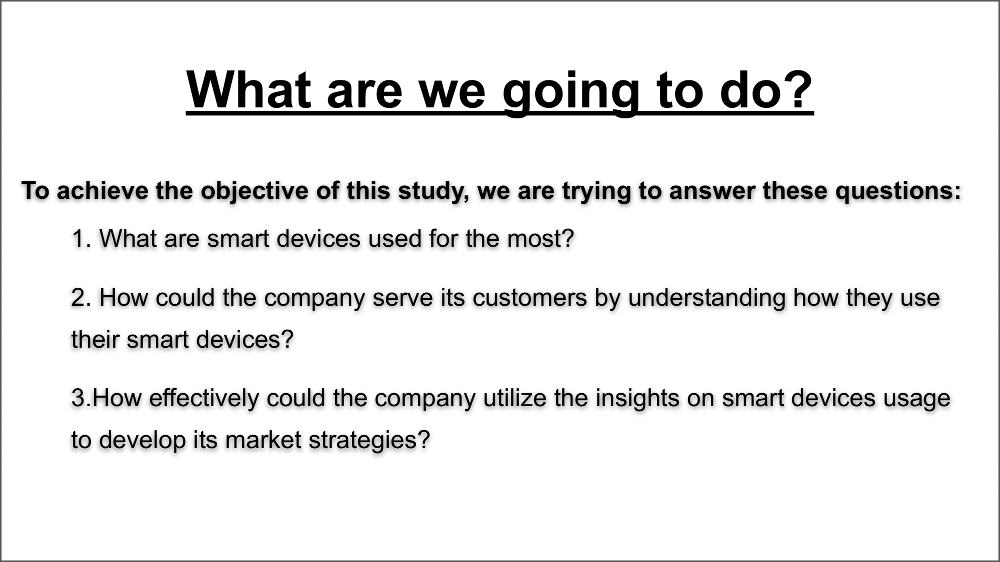 What are we going to do?
To achieve the objective of this study, we are trying to answer these questions:
1. What are smart devices used for the most?
2. How could the company serve its customers by understanding how they use
their smart devices?
3.How effectively could the company utilize the insights on smart devices usage
to develop its market strategies?